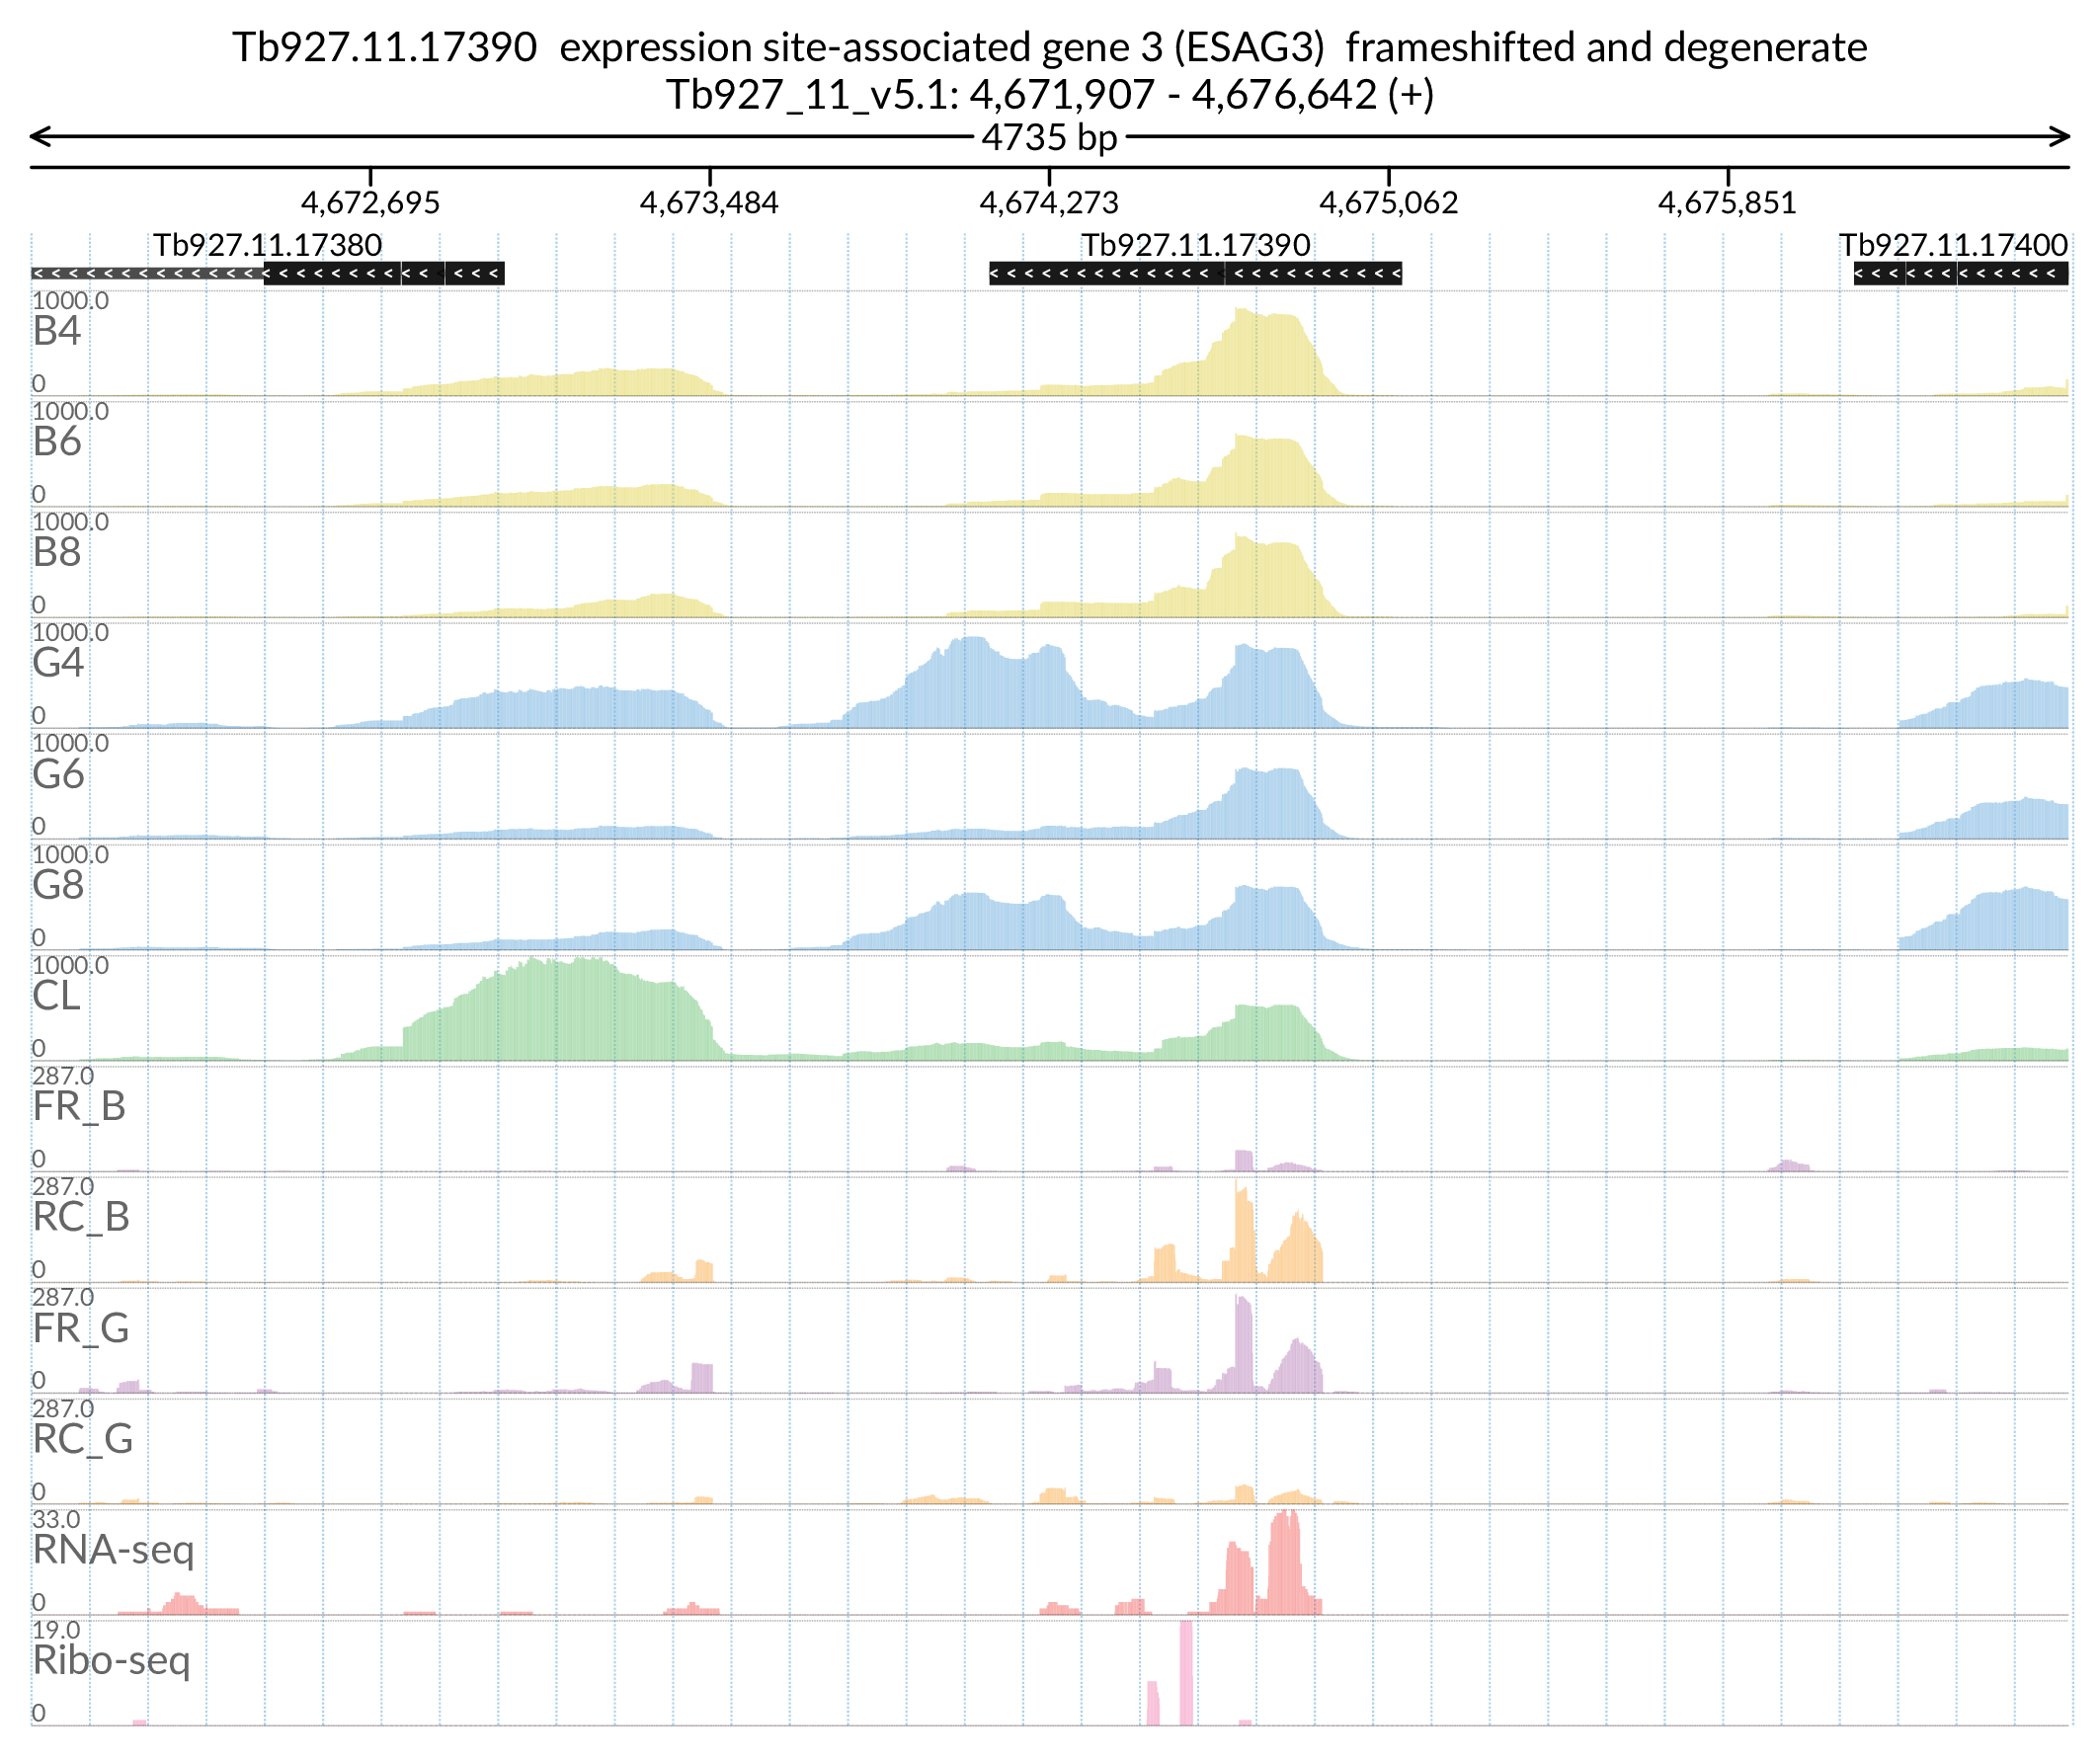 Tb927.11.17390  expression site-associated gene 3 (ESAG3)  frameshifted and degenerate
Tb927_11_v5.1: 4,671,907 - 4,676,642 (+)
4735 bp
4,672,695 4,673,484 4,674,273 4,675,062 4,675,851
Tb927.11.17380 Tb927.11.17390 Tb927.11.17400
1000.0
B4
0
1000.0
B6
0
1000.0
B8
0
1000.0
G4
0
1000.0
G6
0
1000.0
G8
0
1000.0
CL
0
287.0
FR_B
0
287.0
RC_B
0
287.0
FR_G
0
287.0
RC_G
0
33.0
RNA-seq
0
19.0
Ribo-seq
0